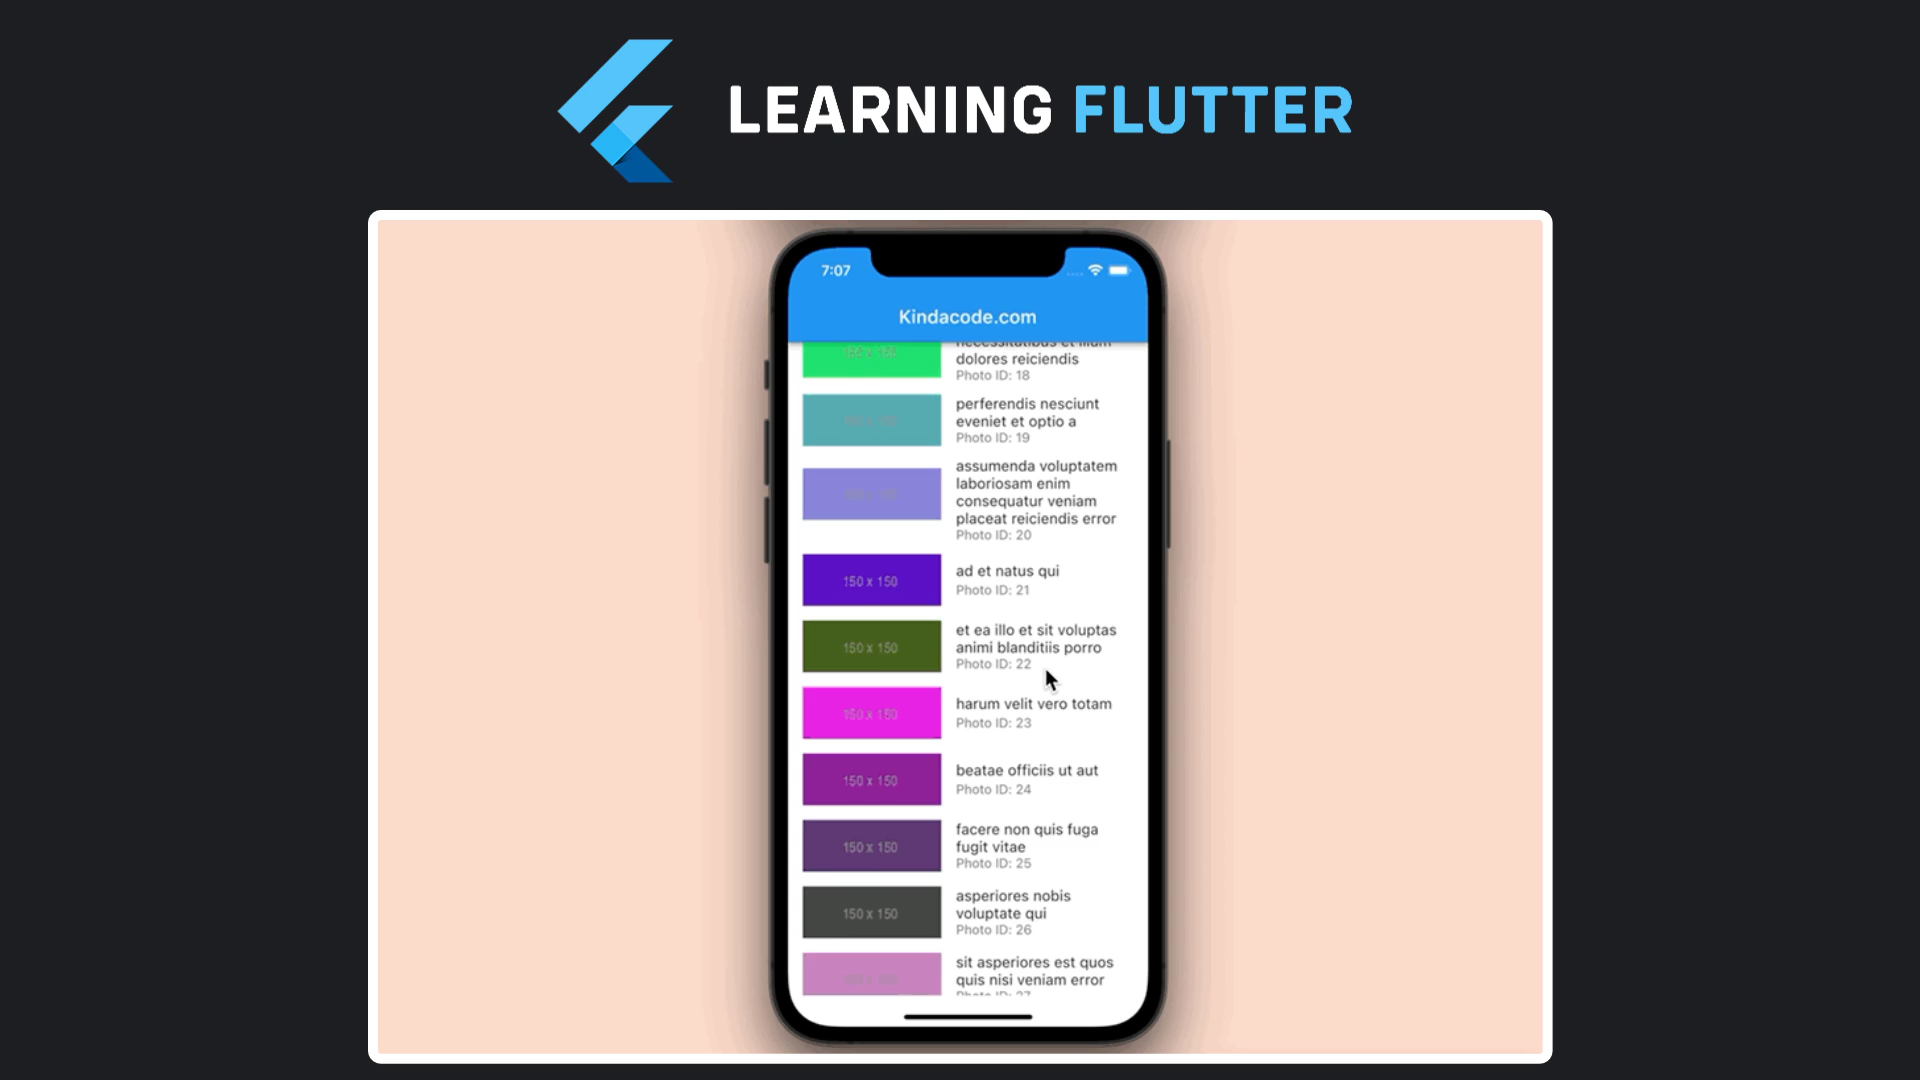 LEARNING FLUTTER
7:07
Kindacode.com
dolores reiciendis
Photo ID: 18
perferendis nesciunt
eveniet et optio a
Photo ID: 19
assumenda voluptatem
laboriosam enim
consequatur veniam
placeat reiciendis error
Photo ID: 20
150 x 150
ad et natus qui
Photo ID: 21
150 x 150
et ea illo et sit voluptas
animi blanditiis porro
Photo ID: 22
150 x 150
harum velit vero totam
Photo ID: 23
150 x 150
beatae officiis ut aut
Photo ID: 24
150 x 150
facere non quis fuga
fugit vitae
Photo ID: 25
150 x 150
asperiores nobis
voluptate qui
Photo ID: 26
sit asperiores est quos
quis nisi veniam error